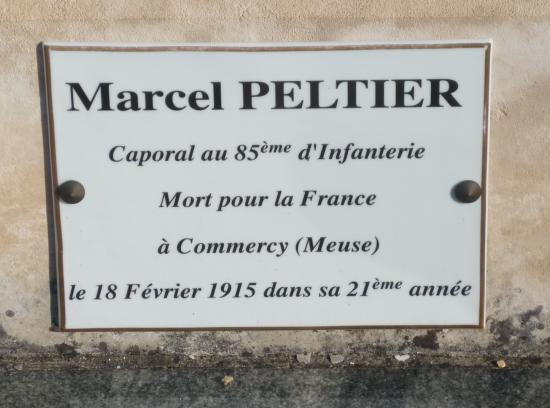 Marcel PELTIER
Caporal au 85ème d'Infanterie
Mort pour la France
à Commercy (Meuse)
le 18 Février 1915 dans sa 21ème année